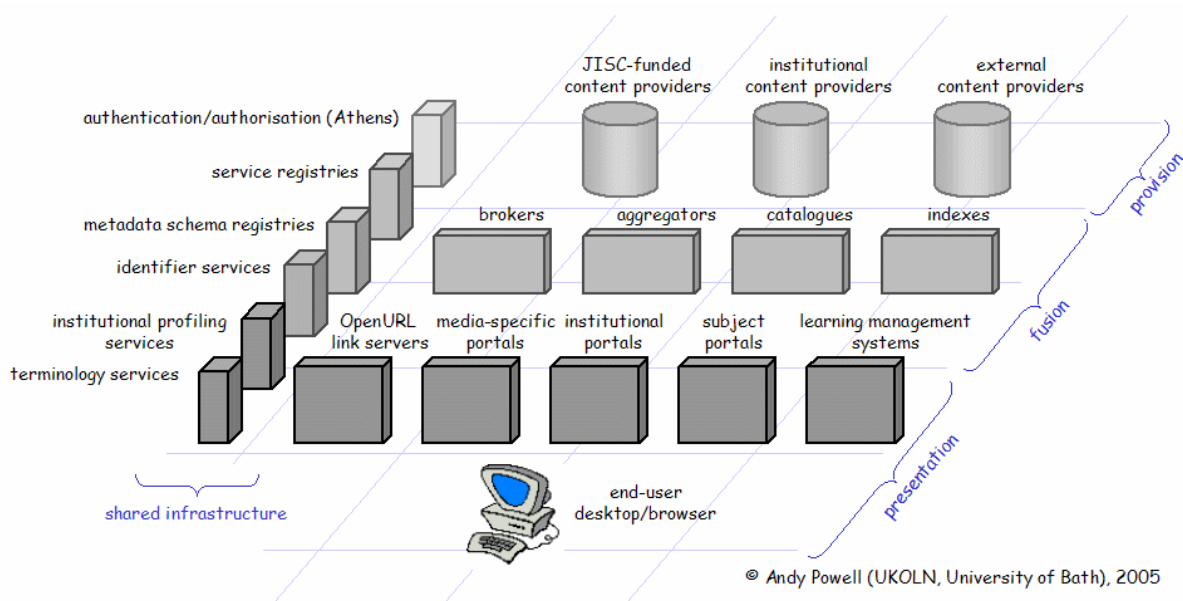 JISC-funded
content providers
institutional
content providers
external
content providers
authentication/authorisation (Athens)
service registries
provision
metadata schema registries
brokers
aggregators
catalogues
indexes
identifier services
fusion
institutional profiling
services
OpenURL
link servers
media-specific
portals
institutional
portals
subject
portals
learning management
systems
terminology services
presentation
shared infrastructure
end-user
desktop/browser
© Andy Powell (UKOLN, University of Bath), 2005